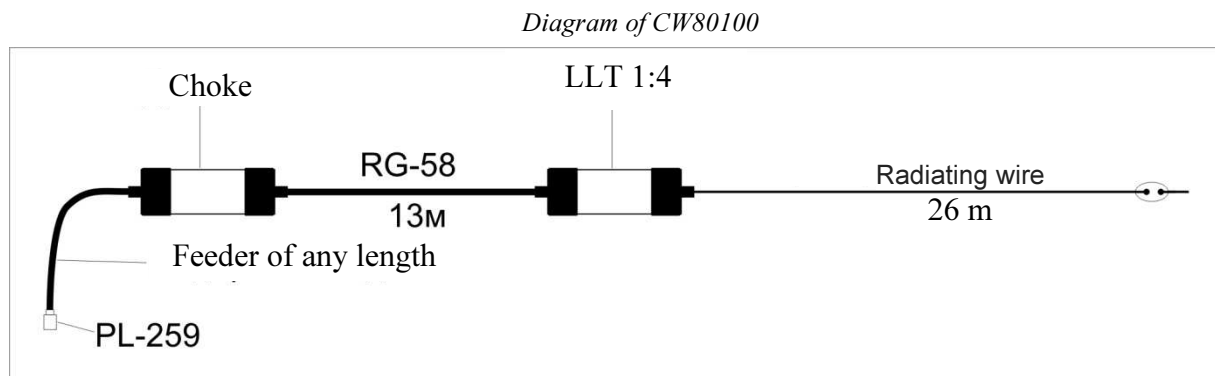 Diagram of CW80100
Choke
LLT 1:4
RG-58
13м
Radiating wire
26 m
Feeder of any length
PL-259